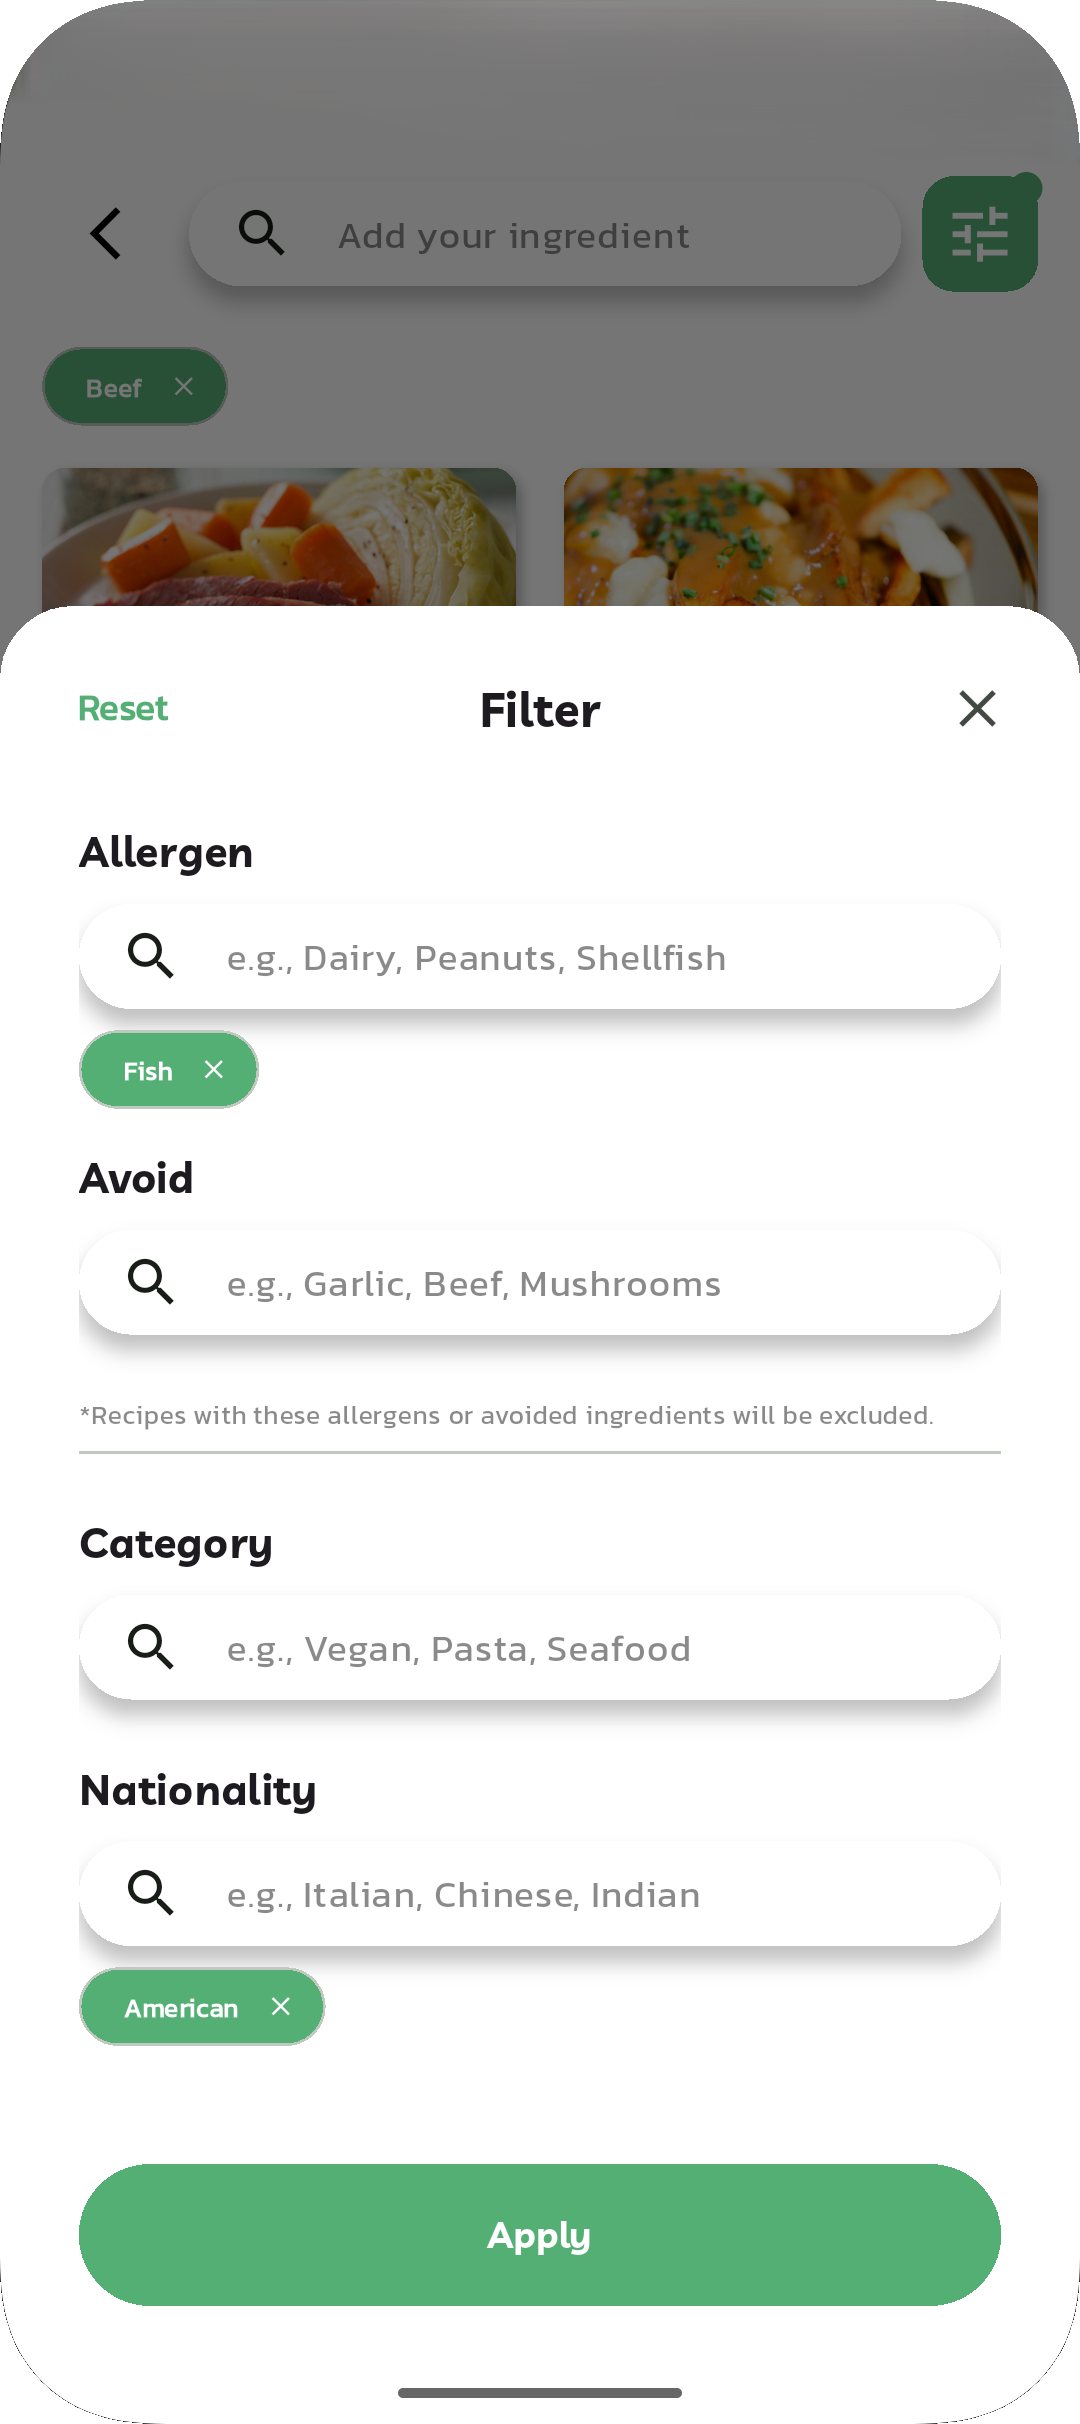 Add your ingredient
Beef
Reset
Filter
Allergen
e.g., Dairy, Peanuts, Shellfish
Fish
Avoid
e.g., Garlic, Beef, Mushrooms
*Recipes with these allergens or avoided ingredients will be excluded.
Category
e.g., Vegan, Pasta, Seafood
Nationality
e.g., Italian, Chinese, Indian
American
Apply